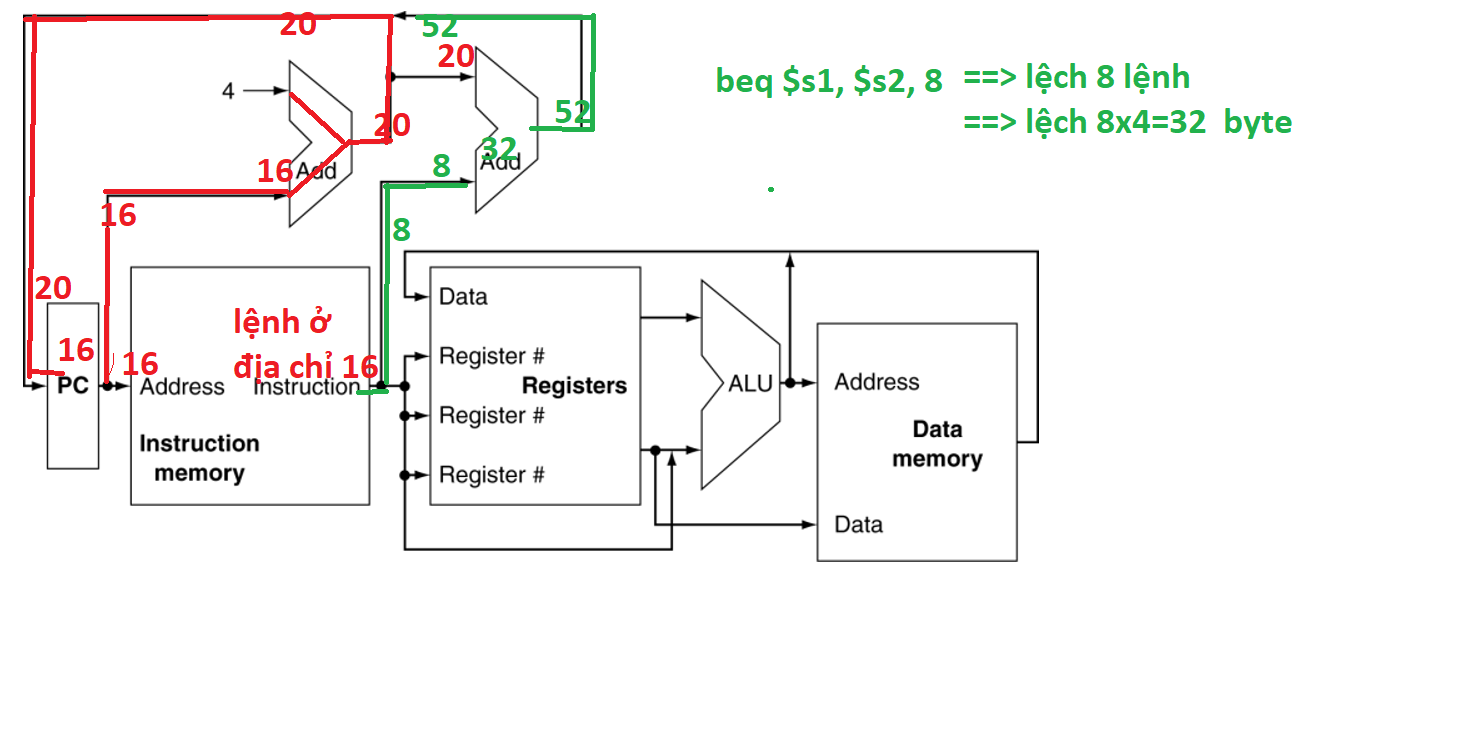 20
52
20
beq $s1, $s2, 8 ==> lệch 8 lệnh
==> lệch 8x4=32 byte
4
52
20
32
Add
8
16
Add
16
8
20
lệnh ở
địa chỉ 16
16
16
PC
Address
Instruction
Instruction
memory
Data
Register #
Registers
Register #
Register #
ALU
Address
Data
memory
Data